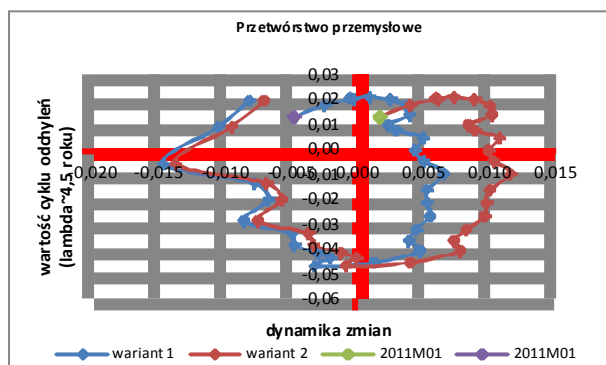 Przetwórstwo przemysłowe
wartość cyklu odchyleń
(lambda~4,5 roku)
0,03
0,02
0,01
0,00
-0,01
-0,02
-0,03
-0,04
-0,05
-0,06
-0,020 -0,015 -0,010 -0,005 0,000 0,005 0,010 0,015
dynamika zmian
wariant 1 wariant 2 2011M01 2011M01